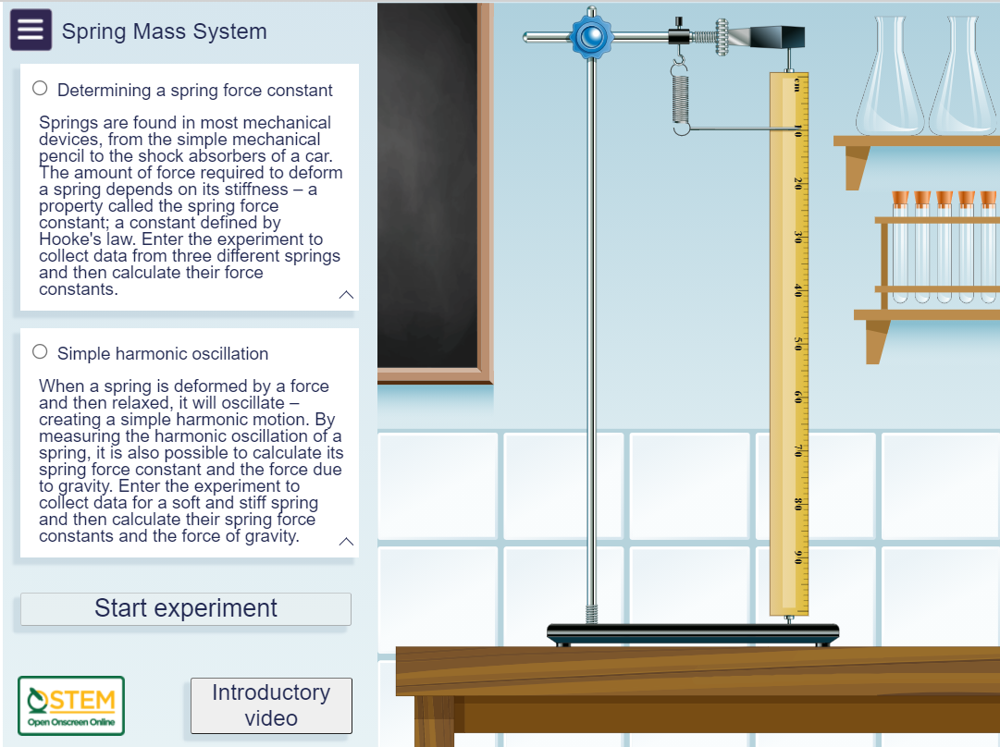 Spring Mass System
Determining a spring force constant
Springs are found in most mechanical
devices, from the simple mechanical
pencil to the shock absorbers of a car.
The amount of force required to deform
a spring depends on its stiffness – a
property called the spring force
constant; a constant defined by
Hooke's law. Enter the experiment to
collect data from three different springs
and then calculate their force
constants.
Simple harmonic oscillation
When a spring is deformed by a force
and then relaxed, it will oscillate –
creating a simple harmonic motion. By
measuring the harmonic oscillation of a
spring, it is also possible to calculate its
spring force constant and the force due
to gravity. Enter the experiment to
collect data for a soft and stiff spring
and then calculate their spring force
constants and the force of gravity.
Start experiment
OSTEM
Open Onscreen Online
Introductory
video
cm
10
20
30
40
50
60
70
80
90